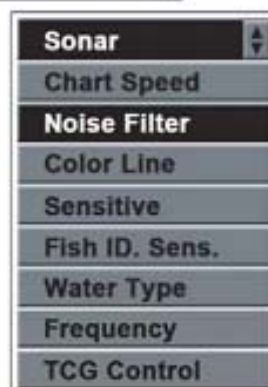 Sonar
Chart Speed
Noise Filter
Color Line
Sensitive
Fish ID. Sens.
Water Type
Frequency
TCG Control